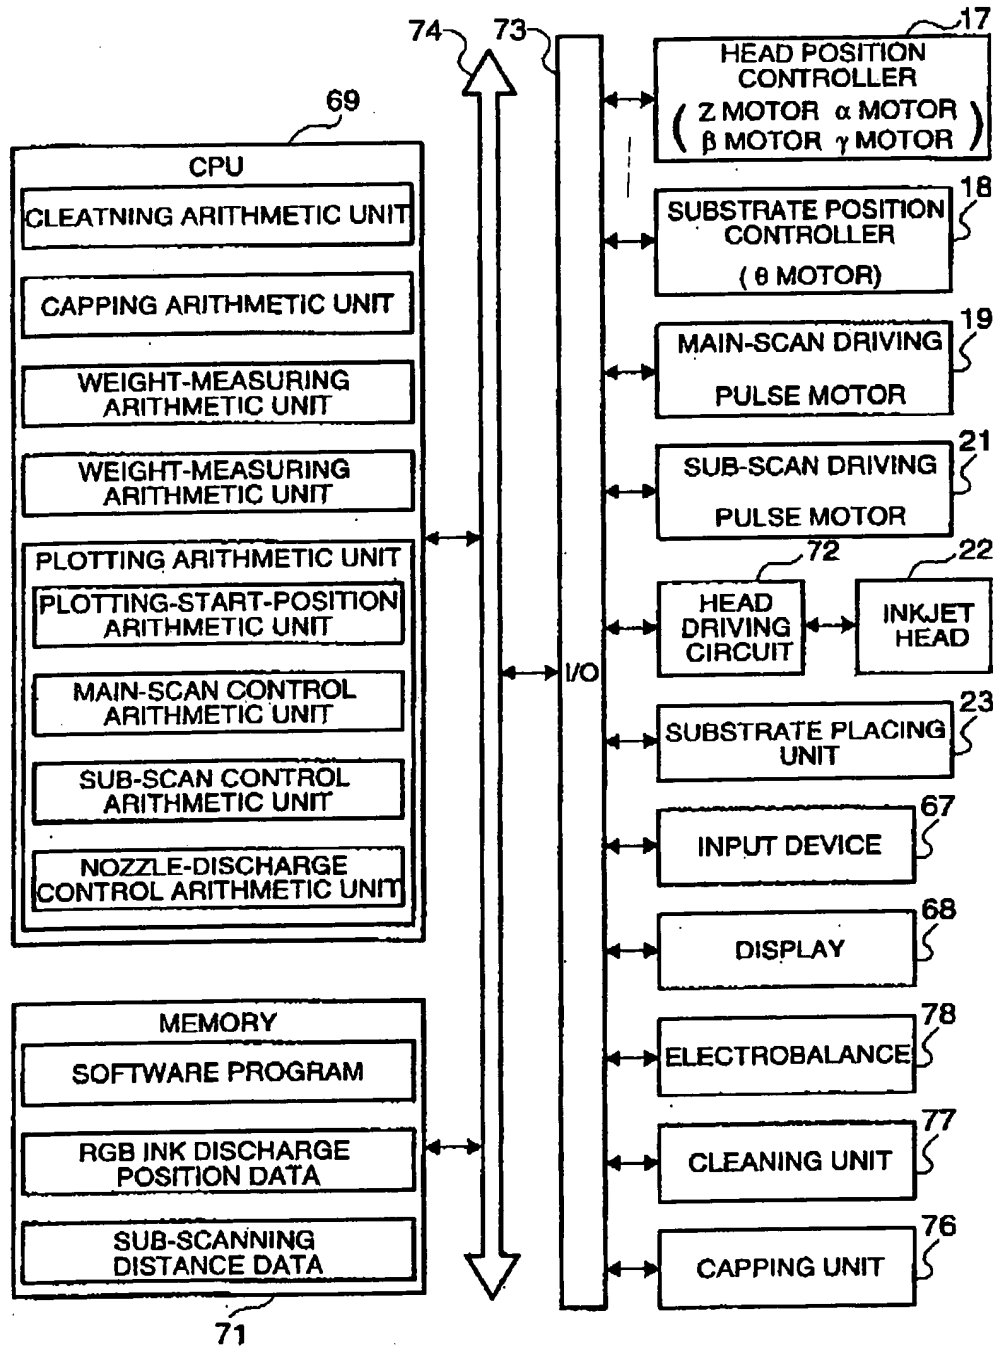 74
73
17
69
CPU
CLEATNING ARITHMETIC UNIT
CAPPING ARITHMETIC UNIT
WEIGHT-MEASURING
ARITHMETIC UNIT
WEIGHT-MEASURING
ARITHMETIC UNIT
PLOTTING ARITHMETIC UNIT
PLOTTING-START-POSITION
ARITHMETIC UNIT
MAIN-SCAN CONTROL
ARITHMETIC UNIT
SUB-SCAN CONTROL
ARITHMETIC UNIT
NOZZLE-DISCHARGE
CONTROL ARITHMETIC UNIT
MEMORY
SOFTWARE PROGRAM
RGB INK DISCHARGE
POSITION DATA
SUB-SCANNING
DISTANCE DATA
71
I/O
HEAD POSITION
CONTROLLER
( Z MOTOR α MOTOR
β MOTOR γ MOTOR )
18
SUBSTRATE POSITION
CONTROLLER
( θ MOTOR)
19
MAIN-SCAN DRIVING
PULSE MOTOR
21
SUB-SCAN DRIVING
PULSE MOTOR
72
HEAD
DRIVING
CIRCUIT
22
INKJET
HEAD
23
SUBSTRATE PLACING
UNIT
67
INPUT DEVICE
68
DISPLAY
78
ELECTROBALANCE
77
CLEANING UNIT
76
CAPPING UNIT